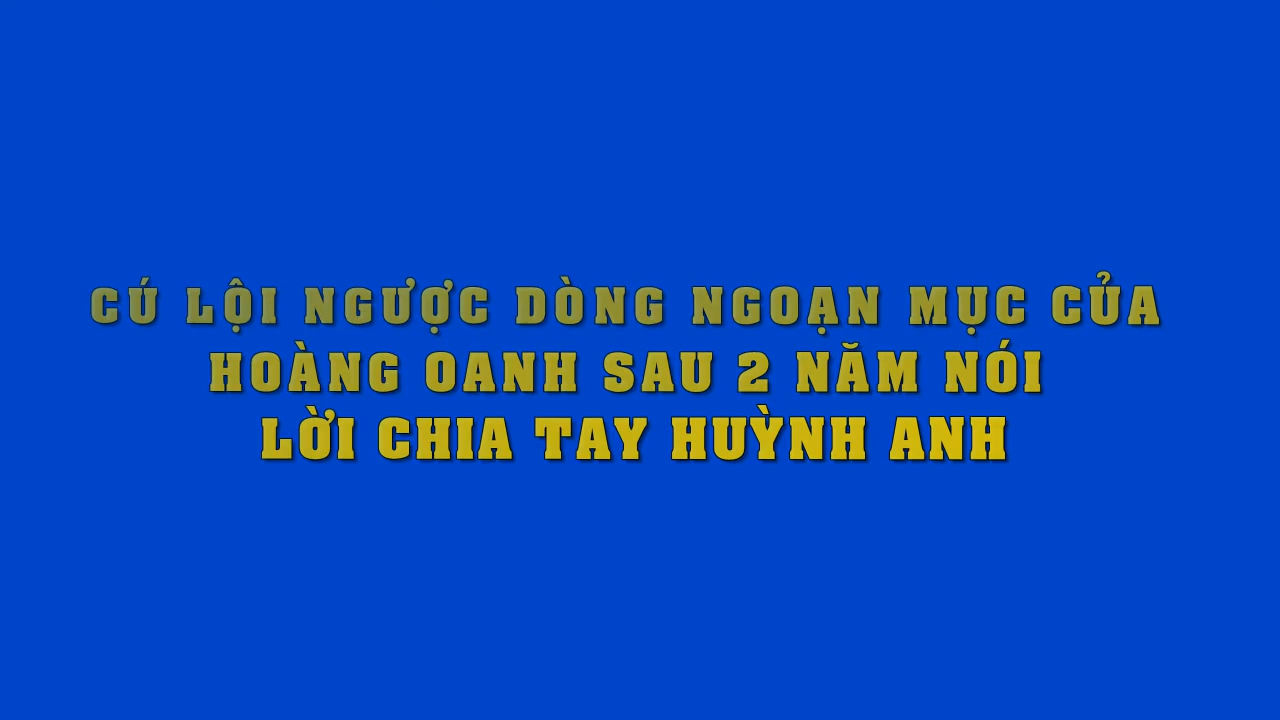 CÚ LỘI NGƯỢC DÒNG NGOẠN MỤC CỦA
HOÀNG OANH SAU 2 NĂM NÓI
LỜI CHIA TAY HUỲNH ANH